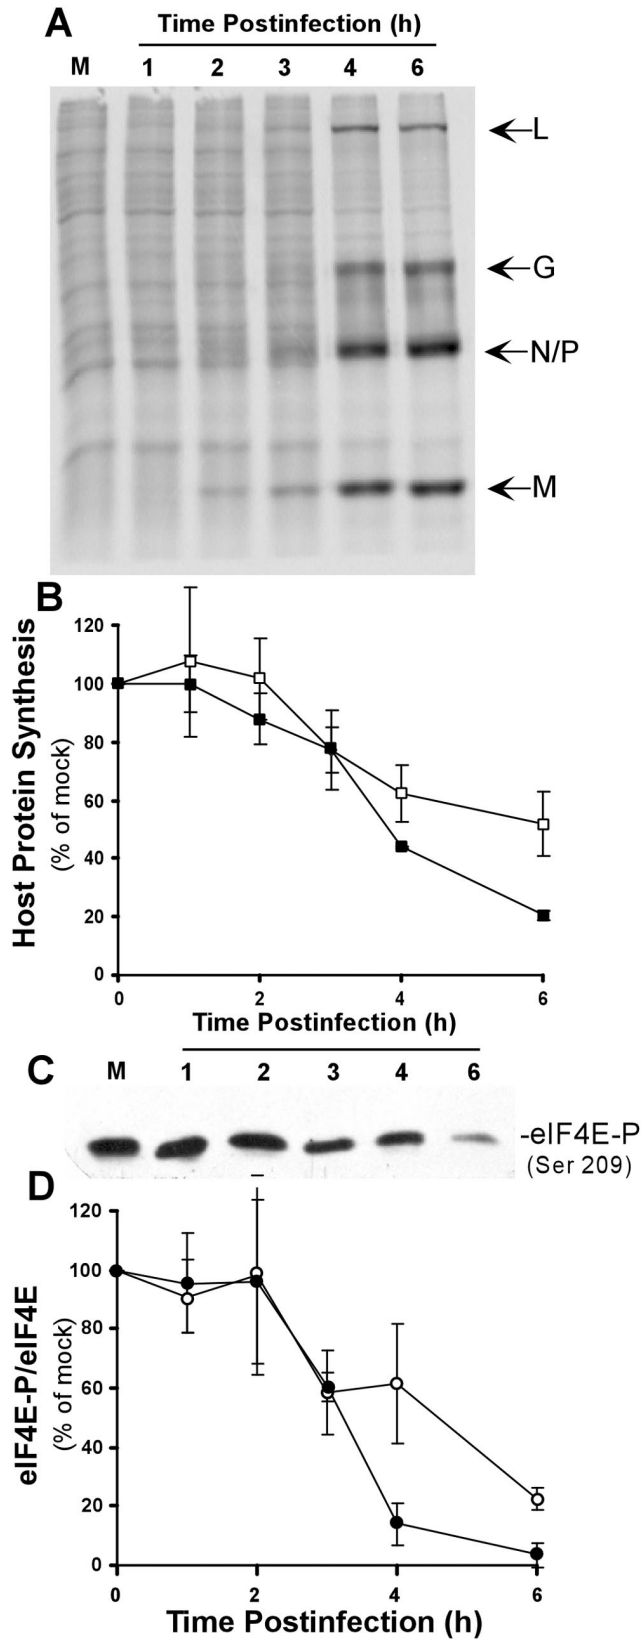 A
Time Postinfection (h)
M 1 2 3 4 6
L
G
N/P
M
B
Host Protein Synthesis
(% of mock)
120
100
80
60
40
20
0
0 2 4 6
Time Postinfection (h)
C
M 1 2 3 4 6
-eIF4E-P
(Ser 209)
D
eIF4E-P/eIF4E
(% of mock)
120
100
80
60
40
20
0
0 2 4 6
Time Postinfection (h)